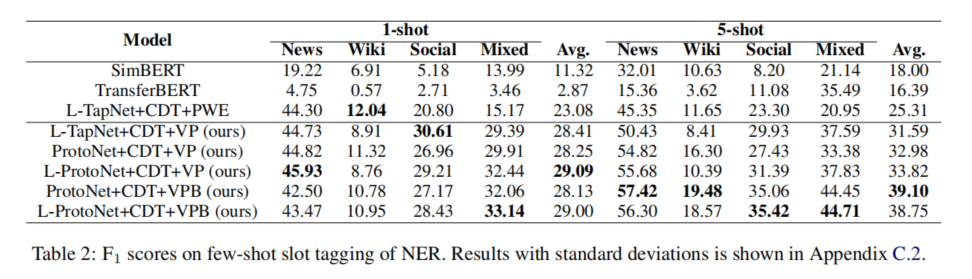 Model 1-shot 5-shot
News Wiki Social Mixed Avg. News Wiki Social Mixed Avg.
SimBERT 19.22 6.91 5.18 13.99 11.32 32.01 10.63 8.20 21.14 18.00
TransferBERT 4.75 0.57 2.71 3.46 2.87 15.36 3.62 11.08 35.49 16.39
L-TapNet+CDT+PWE 44.30 12.04 20.80 15.17 23.08 45.35 11.65 23.30 20.95 25.31
L-TapNet+CDT+VP (ours) 44.73 8.91 30.61 29.39 28.41 50.43 8.41 29.93 37.59 31.59
ProtoNet+CDT+VP (ours) 44.82 11.32 26.96 29.91 28.25 54.82 16.30 27.43 33.38 32.98
L-ProtoNet+CDT+VP (ours) 45.93 8.76 29.21 32.44 29.09 55.68 10.39 31.39 37.83 33.82
ProtoNet+CDT+VPB (ours) 42.50 10.78 27.17 32.06 28.13 57.42 19.48 35.06 44.45 39.10
L-ProtoNet+CDT+VPB (ours) 43.47 10.95 28.43 33.14 29.00 56.30 18.57 35.42 44.71 38.75
Table 2: F₁ scores on few-shot slot tagging of NER. Results with standard deviations is shown in Appendix C.2.